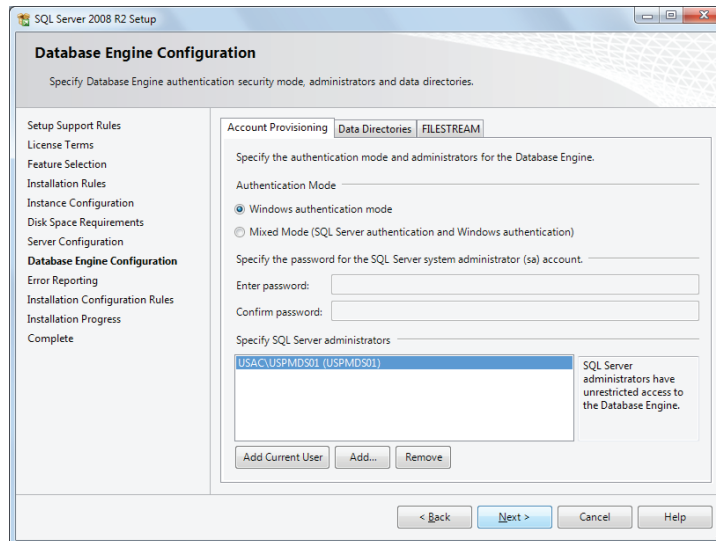 SQL Server 2008 R2 Setup
Database Engine Configuration
Specify Database Engine authentication security mode, administrators and data directories.
Setup Support Rules
License Terms
Feature Selection
Installation Rules
Instance Configuration
Disk Space Requirements
Server Configuration
Database Engine Configuration
Error Reporting
Installation Configuration Rules
Installation Progress
Complete
Account Provisioning Data Directories FILESTREAM
Specify the authentication mode and administrators for the Database Engine.
Authentication Mode
Windows authentication mode
Mixed Mode (SQL Server authentication and Windows authentication)
Specify the password for the SQL Server system administrator (sa) account.
Enter password:
Confirm password:
Specify SQL Server administrators
USAC\USPMDS01 (USPMDS01)
SQL Server
administrators have
unrestricted access to
the Database Engine.
Add Current User Add... Remove
< Back Next > Cancel Help